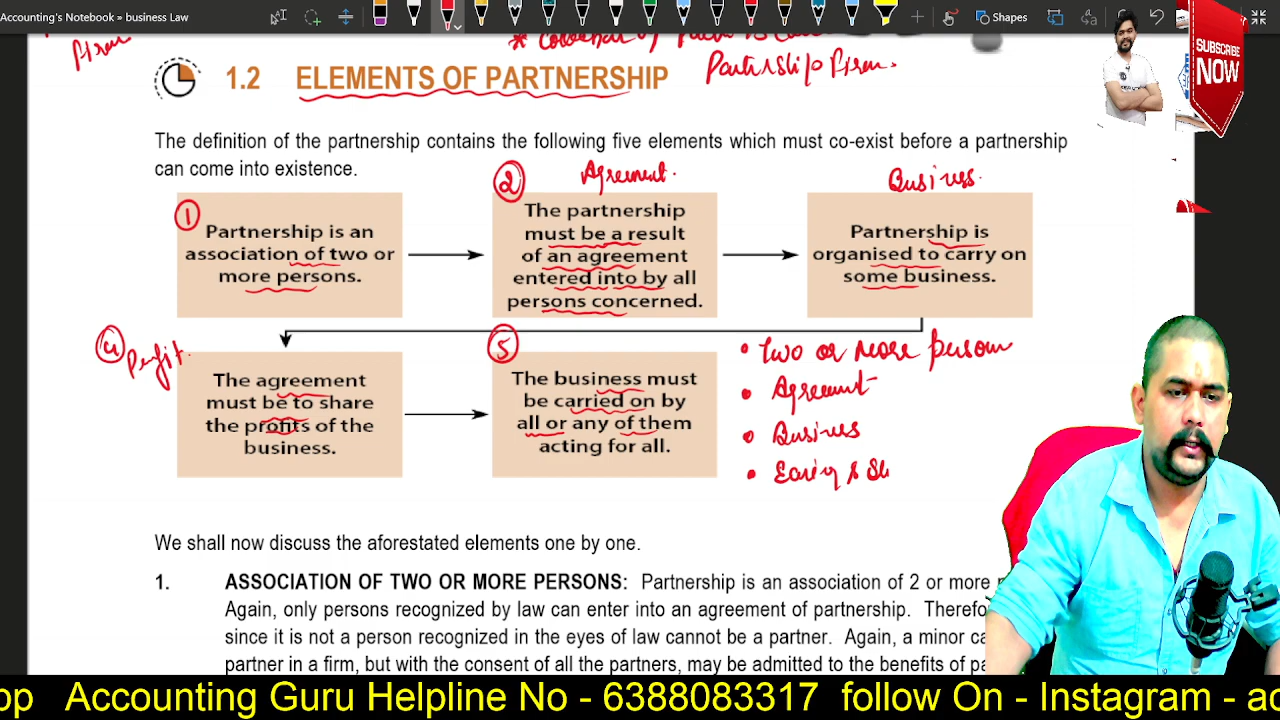 Accounting's Notebook » business Law
Shapes
SUBSCRIBE
NOW
Partnership firm.
firm
1.2 ELEMENTS OF PARTNERSHIP
The definition of the partnership contains the following five elements which must co-exist before a partnership
can come into existence.
Agreement.
Business.
1
Partnership is an
association of two or
more persons.
2
The partnership
must be a result
of an agreement
entered into by all
persons concerned.
Partnership is
organised to carry on
some business.
4 Profit.
The agreement
must be to share
the profits of the
business.
5
The business must
be carried on by
all or any of them
acting for all.
• Two or more person
• Agreement
• Business
•
We shall now discuss the aforestated elements one by one.
1. ASSOCIATION OF TWO OR MORE PERSONS: Partnership is an association of 2 or more
Again, only persons recognized by law can enter into an agreement of partnership. Therefo
since it is not a person recognized in the eyes of law cannot be a partner. Again, a minor ca
partner in a firm, but with the consent of all the partners, may be admitted to the benefits of pa
pp Accounting Guru Helpline No - 6388083317 follow On - Instagram - ac